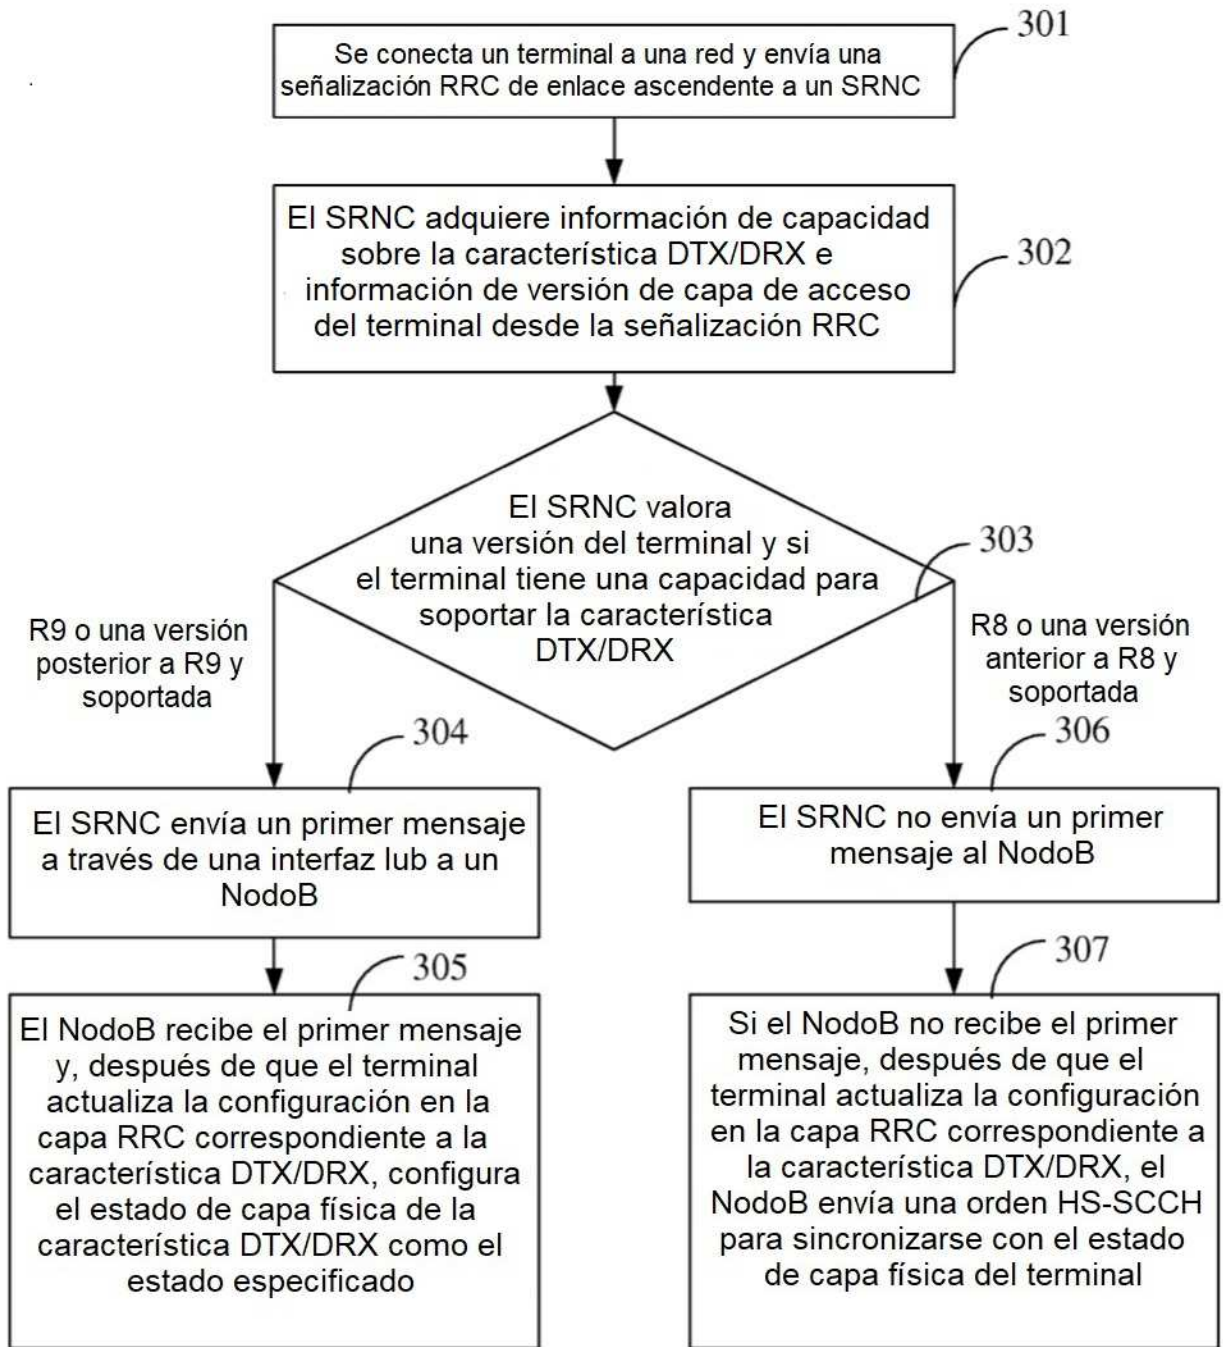 301
Se conecta un terminal a una red y envía una
señalización RRC de enlace ascendente a un SRNC
El SRNC adquiere información de capacidad
sobre la característica DTX/DRX e
información de versión de capa de acceso
del terminal desde la señalización RRC
302
El SRNC valora
una versión del terminal y si
el terminal tiene una capacidad para
soportar la característica
DTX/DRX
303
R9 o una versión
posterior a R9 y
soportada
R8 o una versión
anterior a R8 y
soportada
304
El SRNC envía un primer mensaje
a través de una interfaz lub a un
NodoB
306
El SRNC no envía un primer
mensaje al NodoB
305
El NodoB recibe el primer mensaje
y, después de que el terminal
actualiza la configuración en la
capa RRC correspondiente a la
característica DTX/DRX, configura
el estado de capa física de la
característica DTX/DRX como el
estado especificado
307
Si el NodoB no recibe el primer
mensaje, después de que el
terminal actualiza la configuración
en la capa RRC correspondiente a
la característica DTX/DRX, el
NodoB envía una orden HS-SCCH
para sincronizarse con el estado
de capa física del terminal